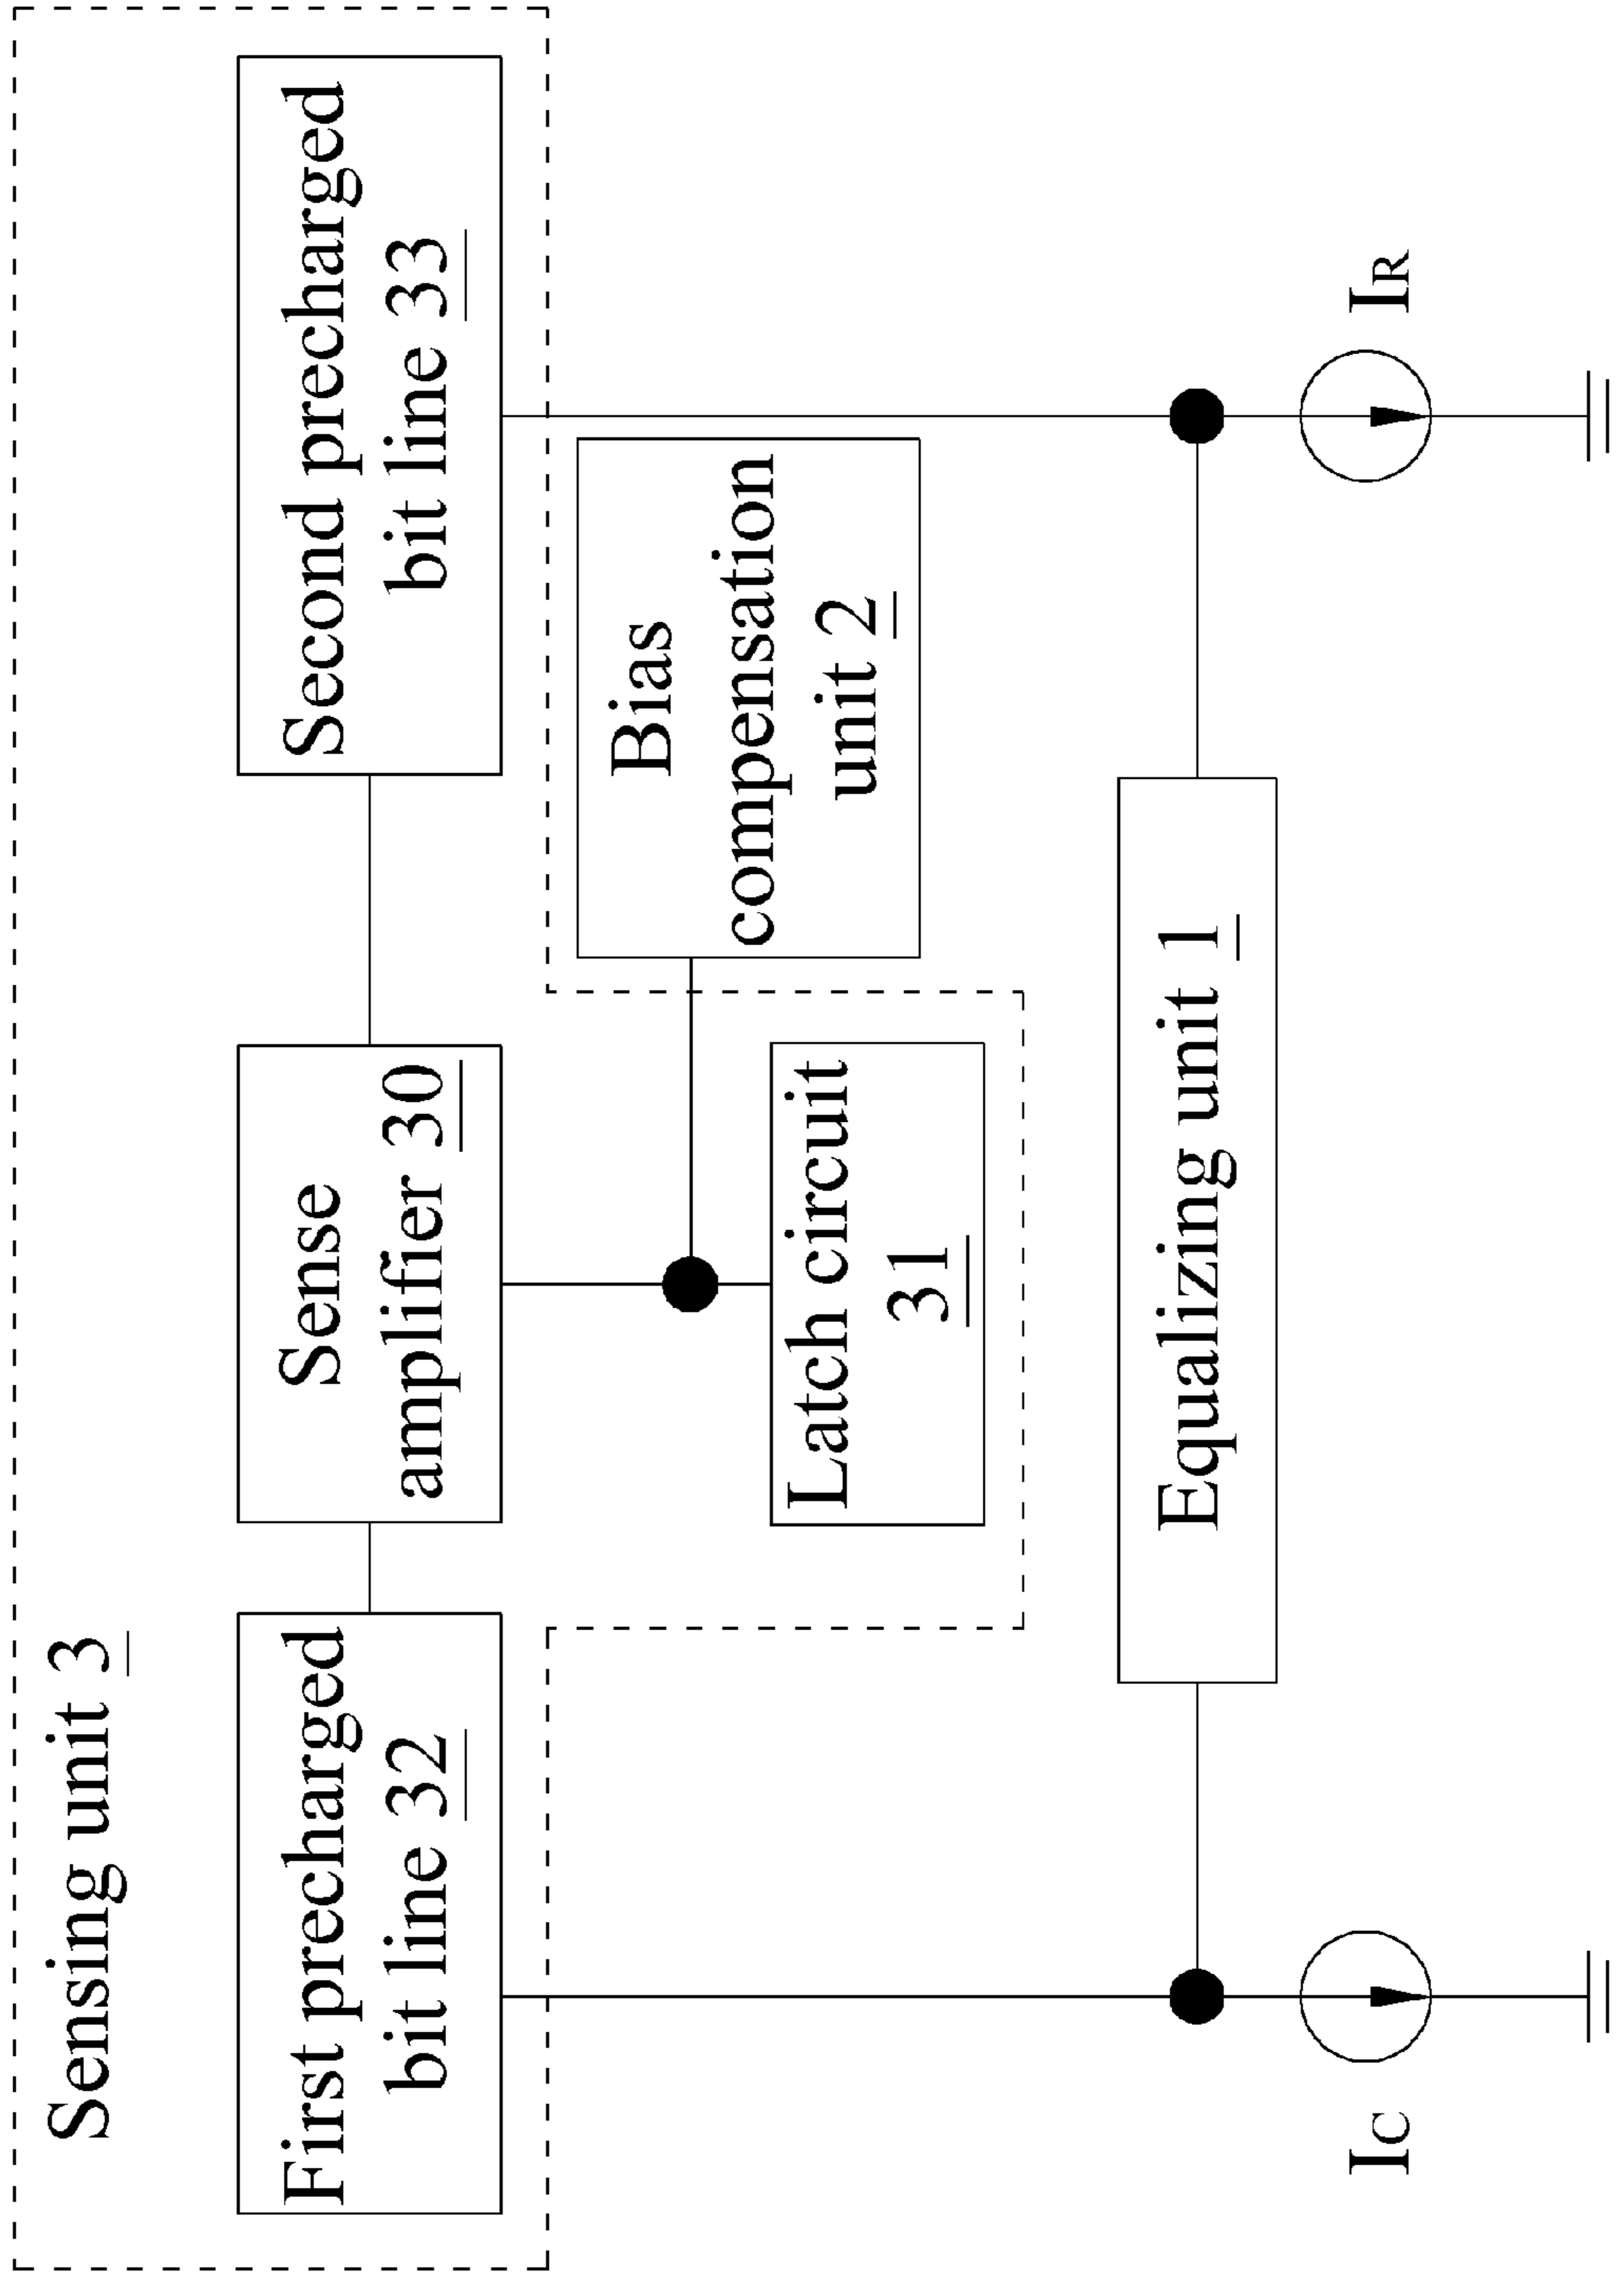 Sensing unit 3
First precharged
bit line 32
Sense
amplifier 30
Second precharged
bit line 33
Bias
compensation
unit 2
Latch circuit
31
Equalizing unit 1
IC
IR